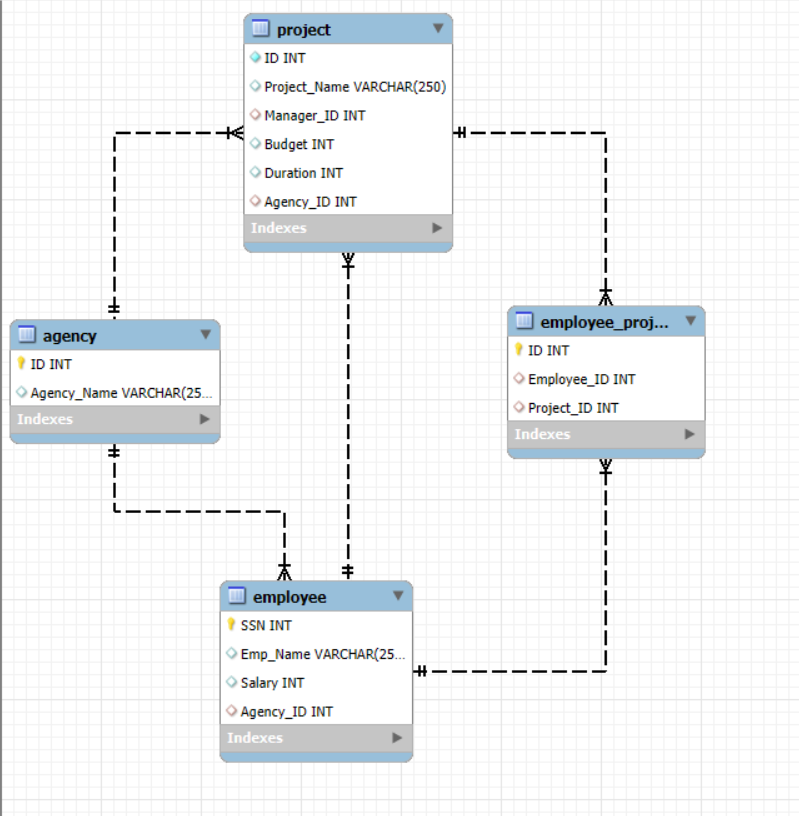 project
ID INT
Project_Name VARCHAR(250)
Manager_ID INT
Budget INT
Duration INT
Agency_ID INT
Indexes
agency
ID INT
Agency_Name VARCHAR(25...
Indexes
employee_proj...
ID INT
Employee_ID INT
Project_ID INT
Indexes
employee
SSN INT
Emp_Name VARCHAR(25...
Salary INT
Agency_ID INT
Indexes